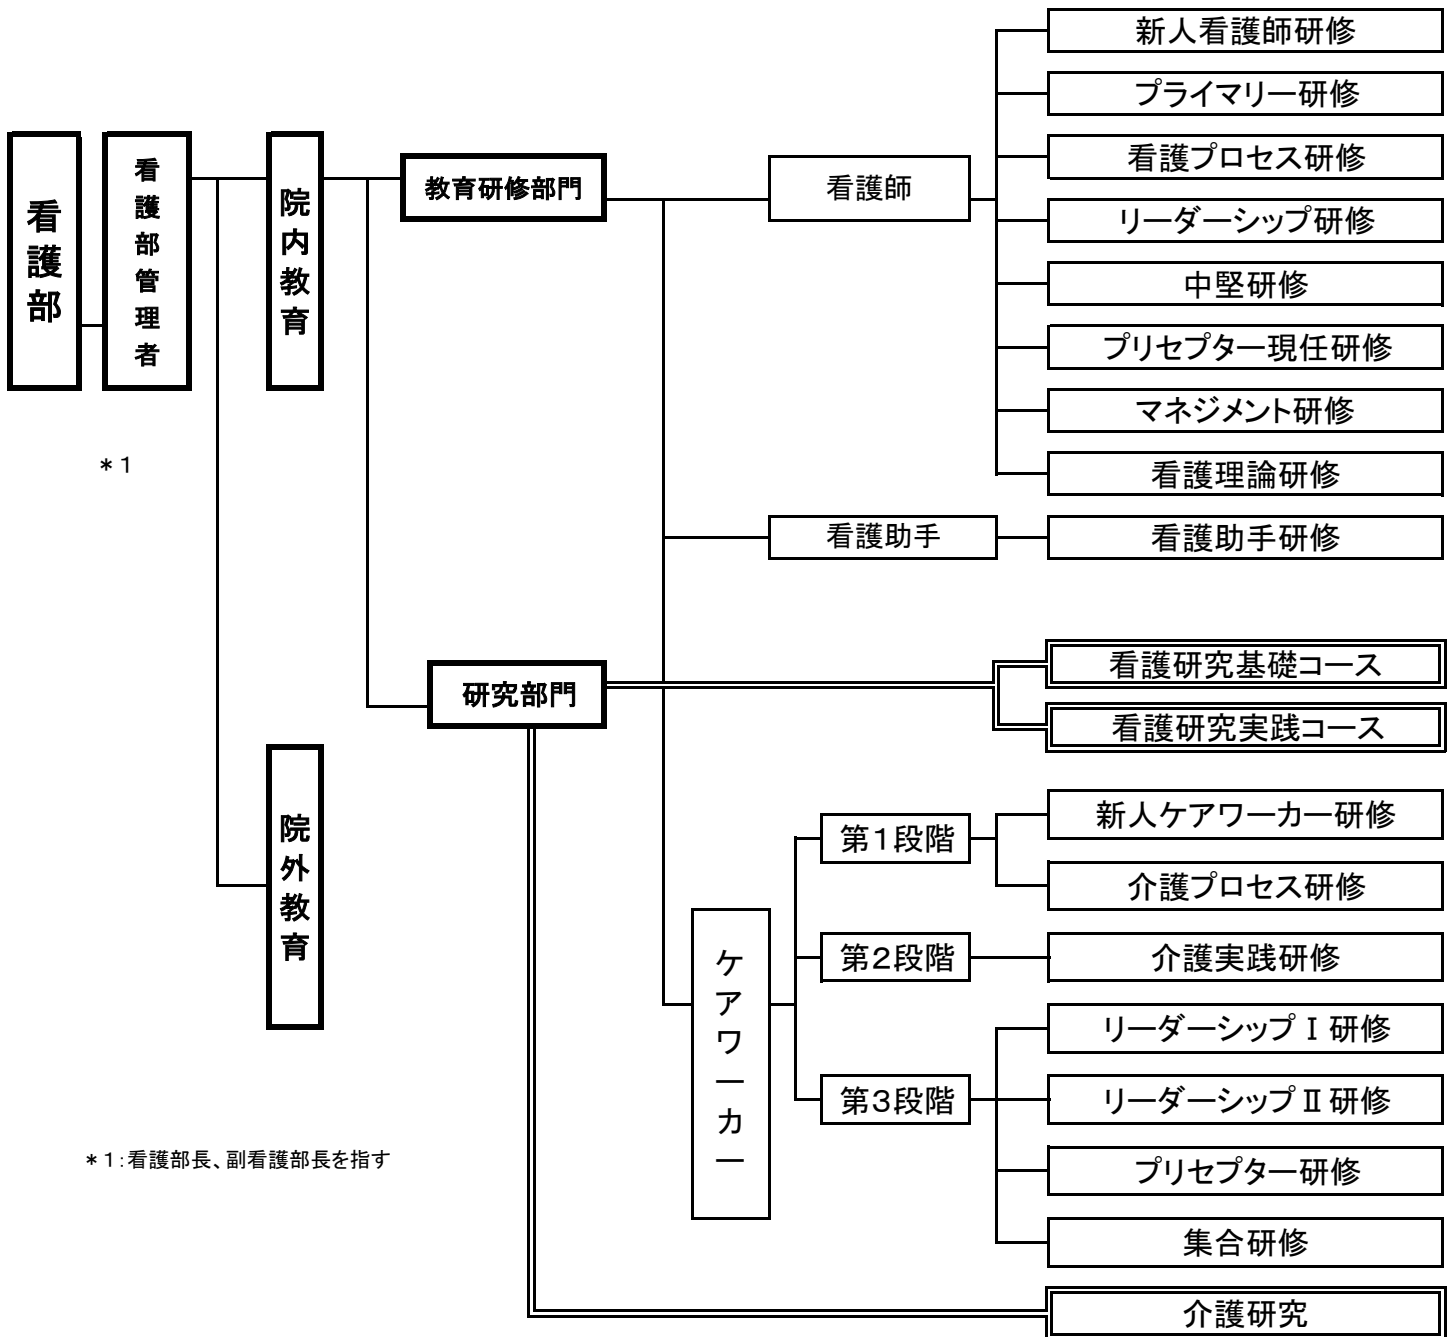 看護部
看護部管理者
＊１
院内教育
院外教育
教育研修部門
研究部門
看護師
新人看護師研修
プライマリー研修
看護プロセス研修
リーダーシップ研修
中堅研修
プリセプター現任研修
マネジメント研修
看護理論研修
看護助手
看護助手研修
看護研究基礎コース
看護研究実践コース
ケアワーカー
第１段階
新人ケアワーカー研修
介護プロセス研修
第２段階
介護実践研修
第３段階
リーダーシップⅠ研修
リーダーシップⅡ研修
プリセプター研修
集合研修
介護研究
＊１：看護部長、副看護部長を指す